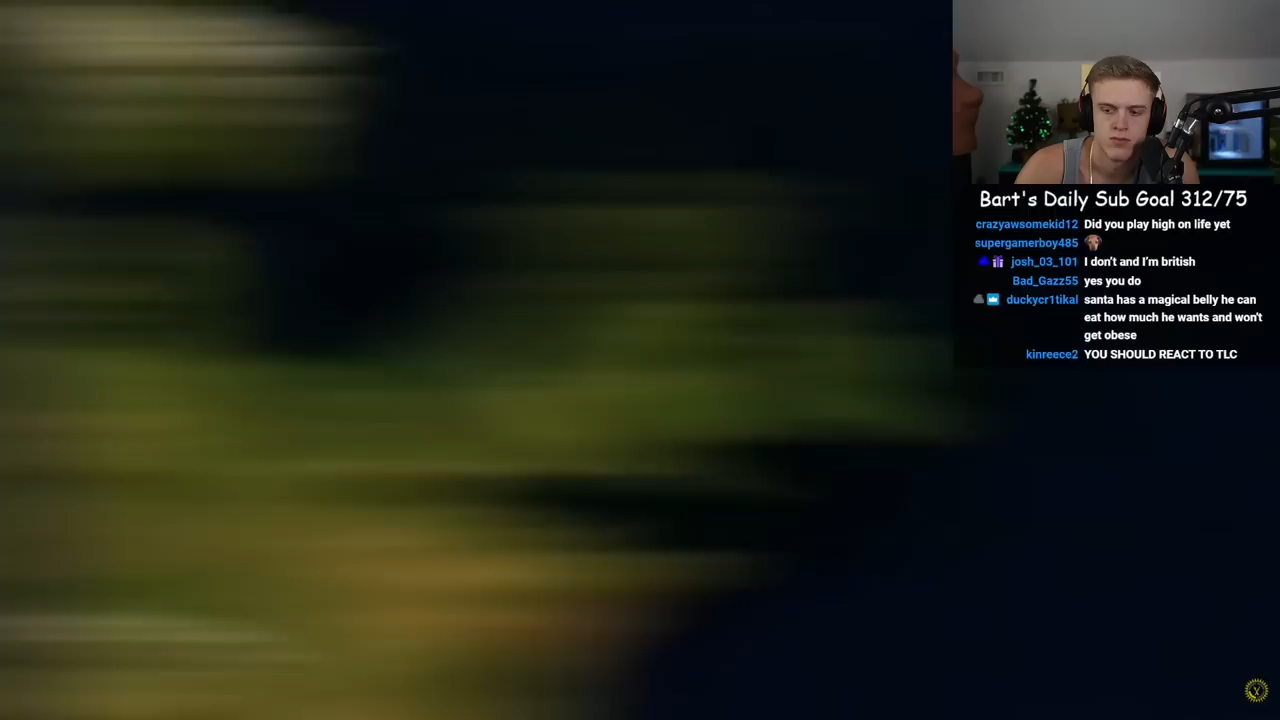 Bart's Daily Sub Goal 312/75
crazyawsomekid12 Did you play high on life yet
supergamerboy485
josh_03_101 I don't and I'm british
Bad_Gazz55 yes you do
duckycr1tikal santa has a magical belly he can
eat how much he wants and won't
get obese
kinreece2 YOU SHOULD REACT TO TLC